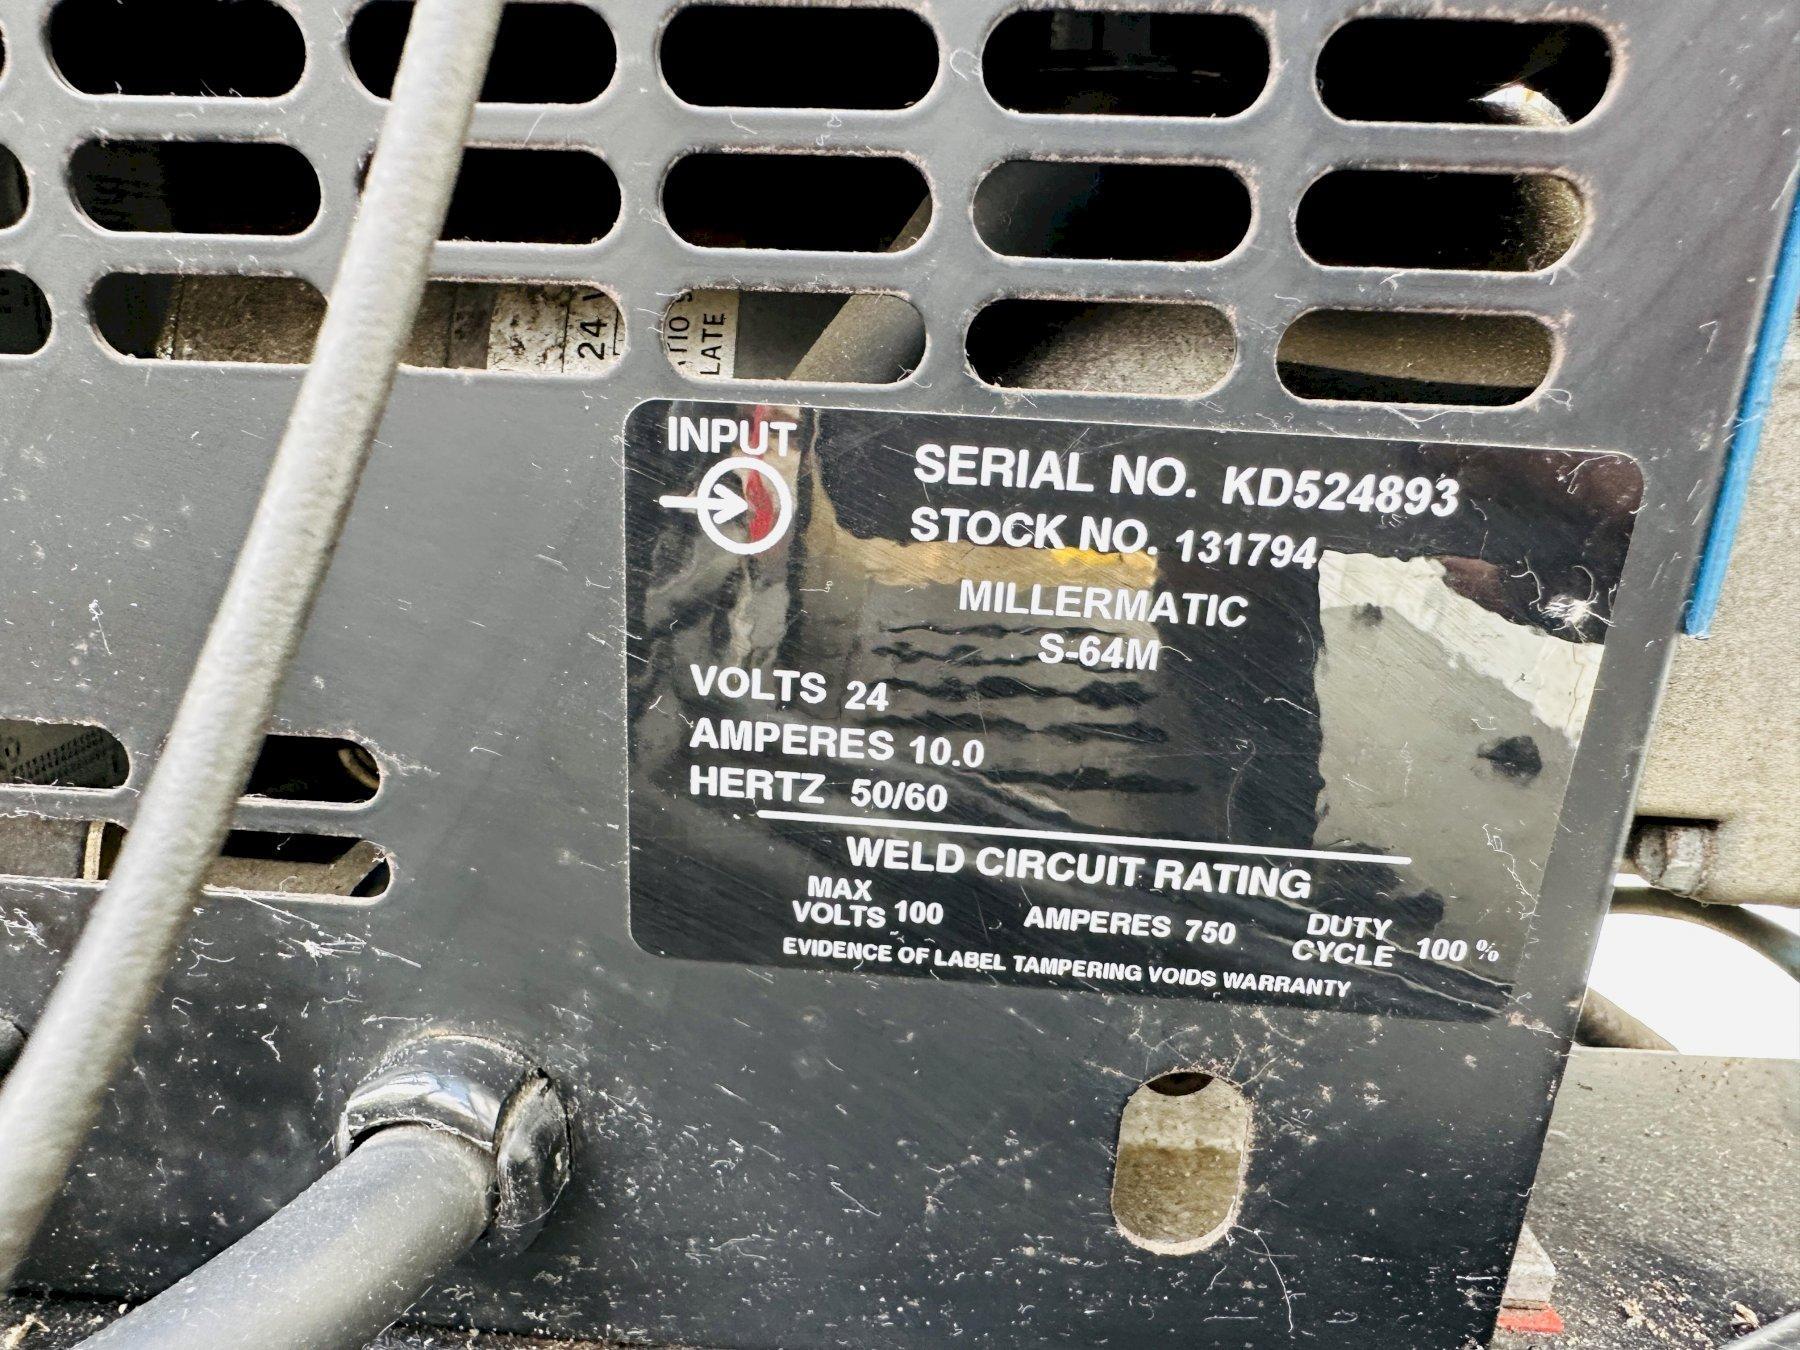 24 V
LATE
INPUT
SERIAL NO. KD524893
STOCK NO. 131794
MILLERMATIC
S-64M
VOLTS 24
AMPERES 10.0
HERTZ 50/60
WELD CIRCUIT RATING
MAX VOLTS 100 AMPERES 750 DUTY CYCLE 100 %
EVIDENCE OF LABEL TAMPERING VOIDS WARRANTY